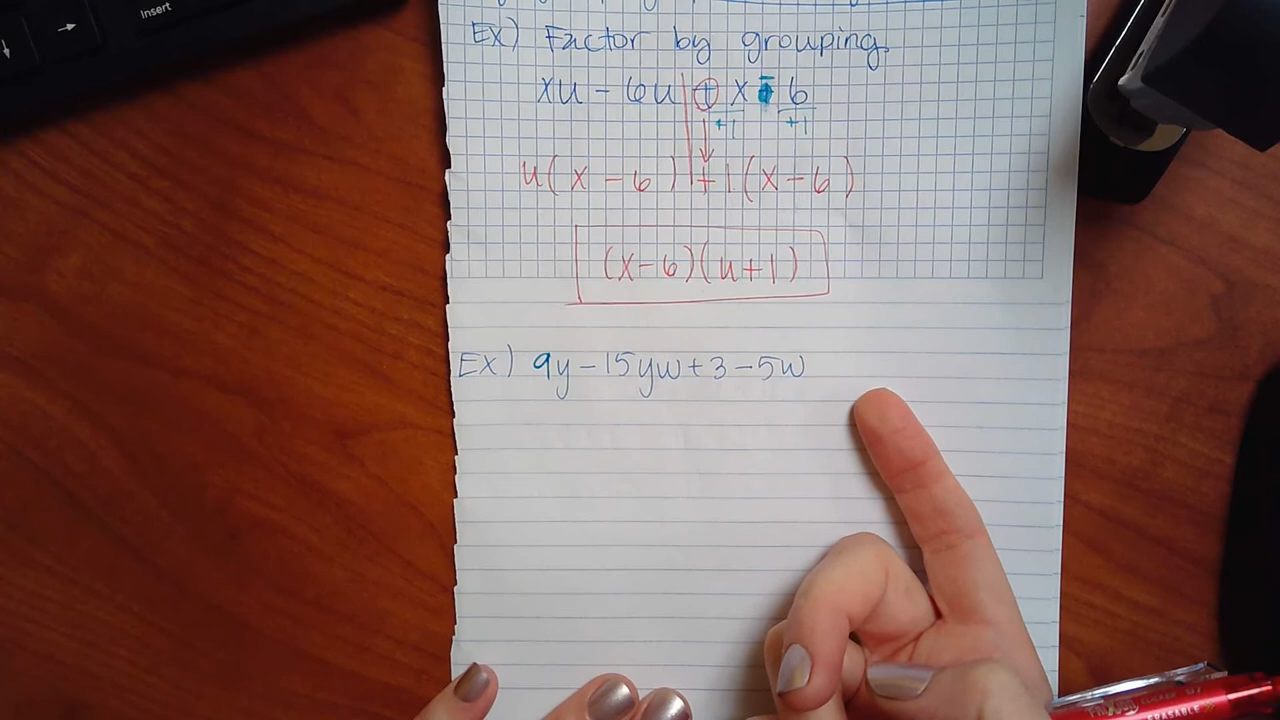 Insert
→
↓
EX) Factor by grouping.
xu - 6u + x - 6
+1 +1
u(x - 6) + 1(x - 6)
(x-6)(u+1)
EX) 9y - 15yw + 3 - 5w
ERASABLE